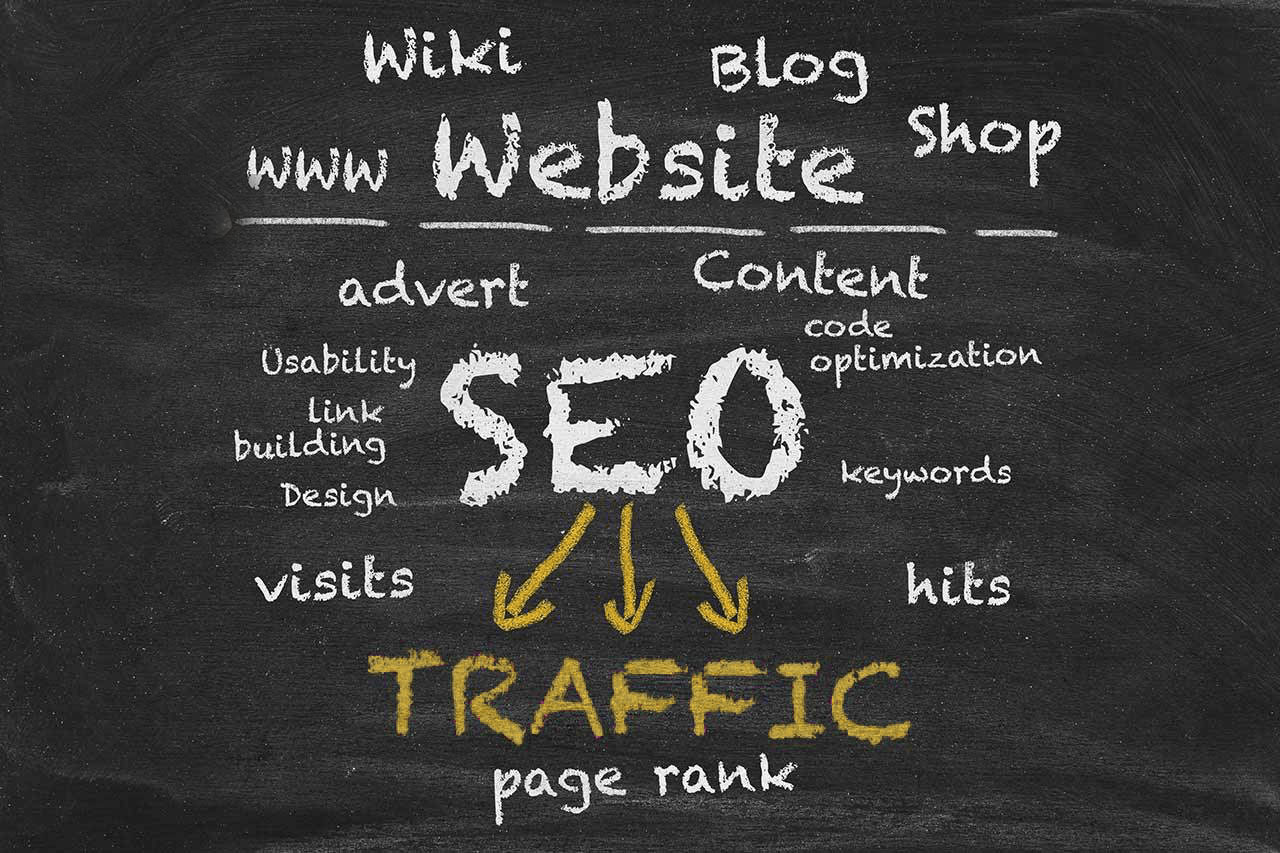 Wiki
Blog
Shop
www
Website
advert
Content
code
optimization
Usability
link
building
Design
SEO
keywords
visits
hits
TRAFFIC
page rank